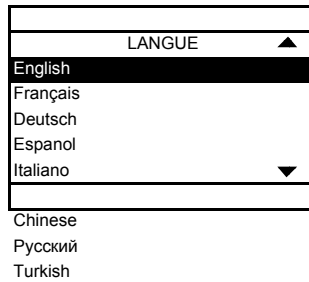 LANGUE
English
Français
Deutsch
Espanol
Italiano
Chinese
Русский
Turkish